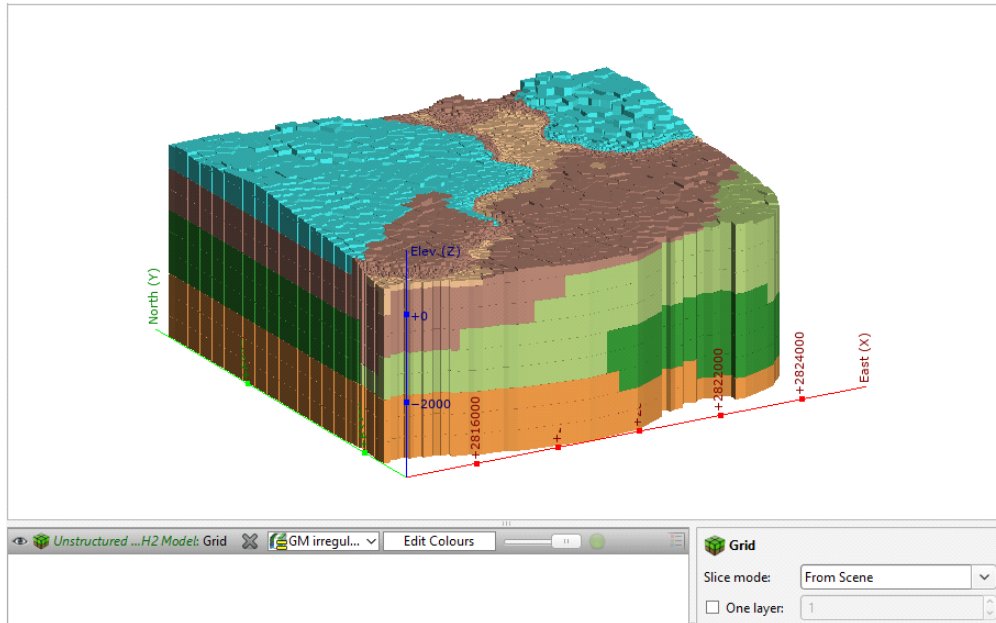 Elev. (Z)
North (Y)
+0
-2000
East (X)
+2824000
+2822000
+2816000
Unstructured ...H2 Model: Grid
GM irregul...
Edit Colours
Grid
Slice mode:
From Scene
One layer:
1